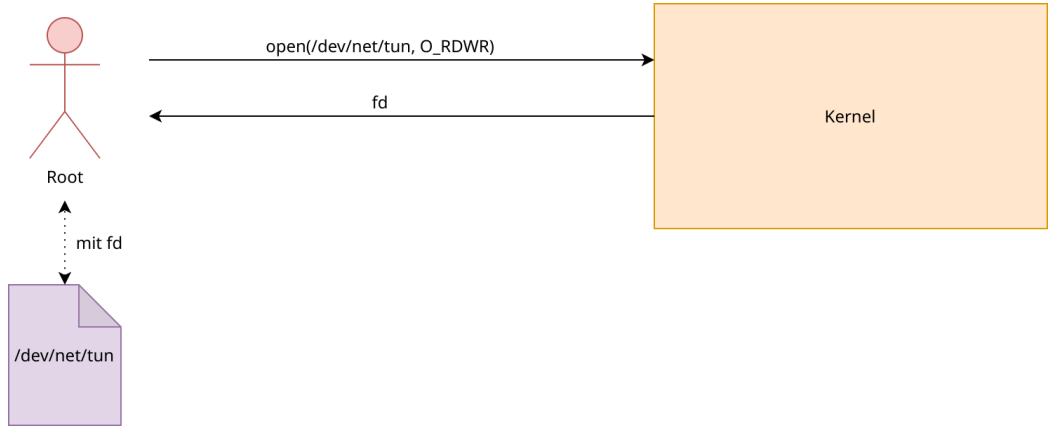 open(/dev/net/tun, O_RDWR)
fd
Kernel
Root
mit fd
/dev/net/tun